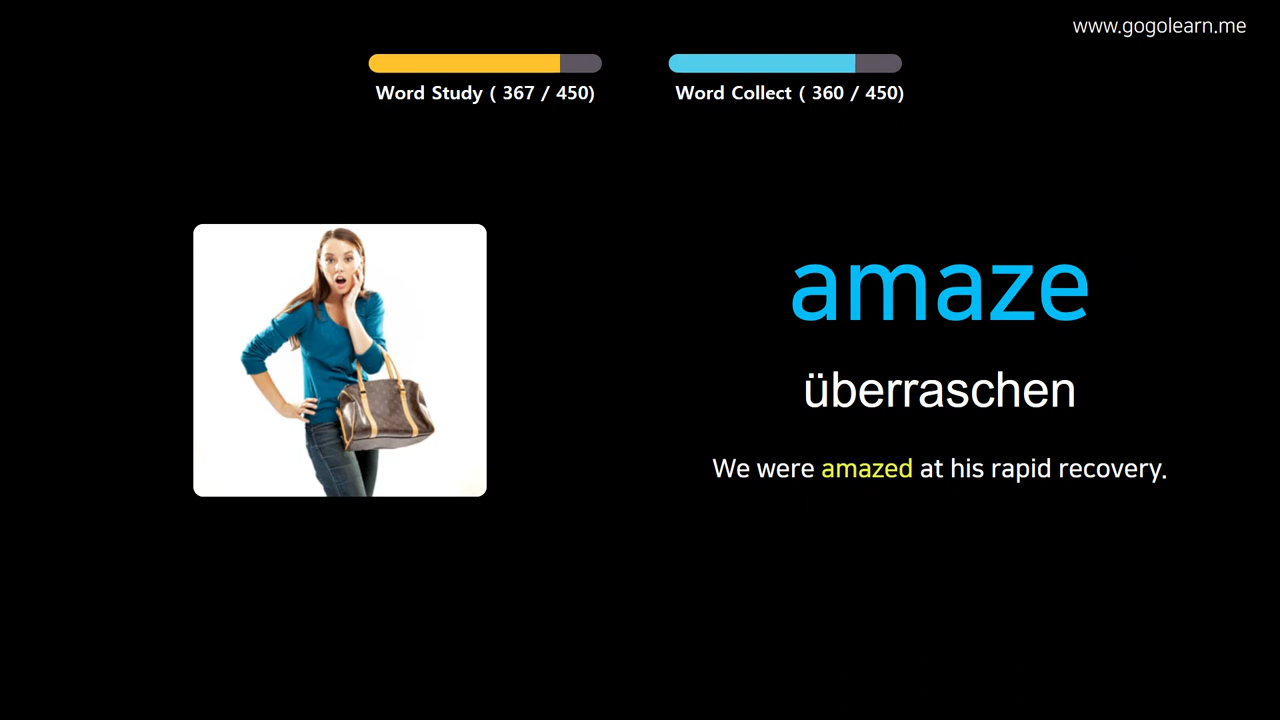 www.gogolearn.me
Word Study ( 367 / 450)
Word Collect ( 360 / 450)
amaze
überraschen
We were amazed at his rapid recovery.